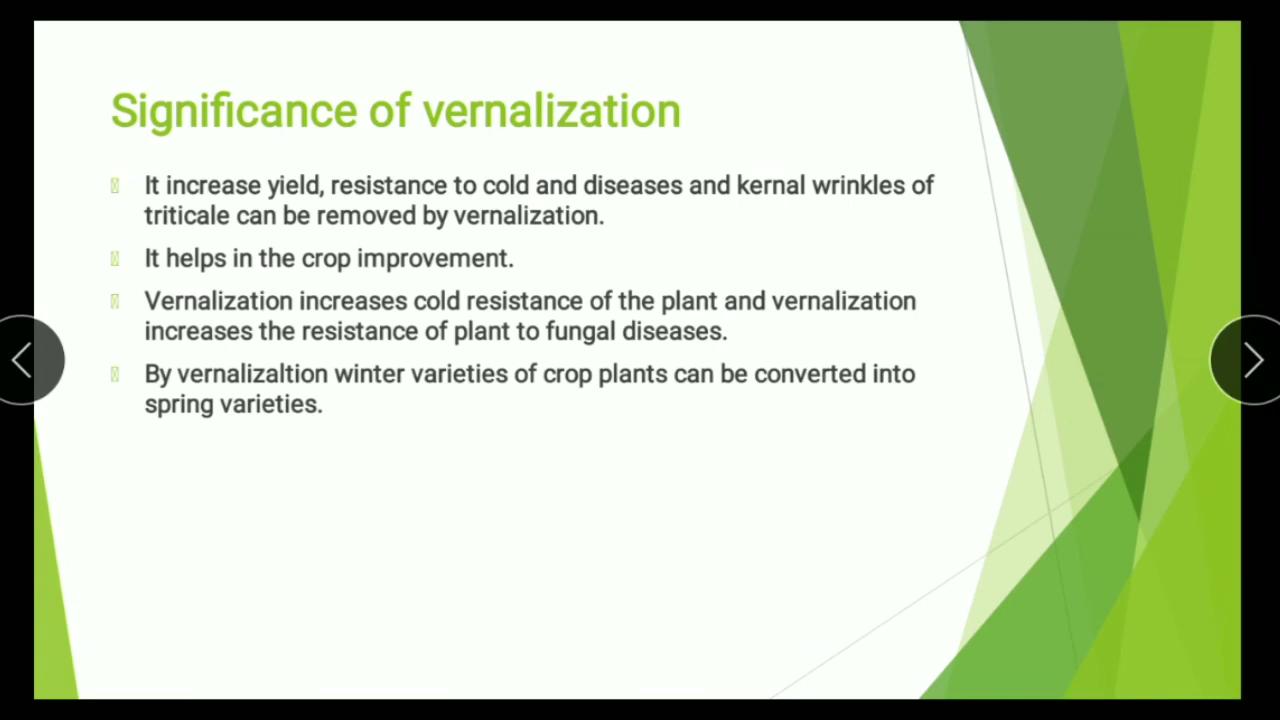 Significance of vernalization
It increase yield, resistance to cold and diseases and kernal wrinkles of
triticale can be removed by vernalization.
It helps in the crop improvement.
Vernalization increases cold resistance of the plant and vernalization
increases the resistance of plant to fungal diseases.
By vernalizaltion winter varieties of crop plants can be converted into
spring varieties.